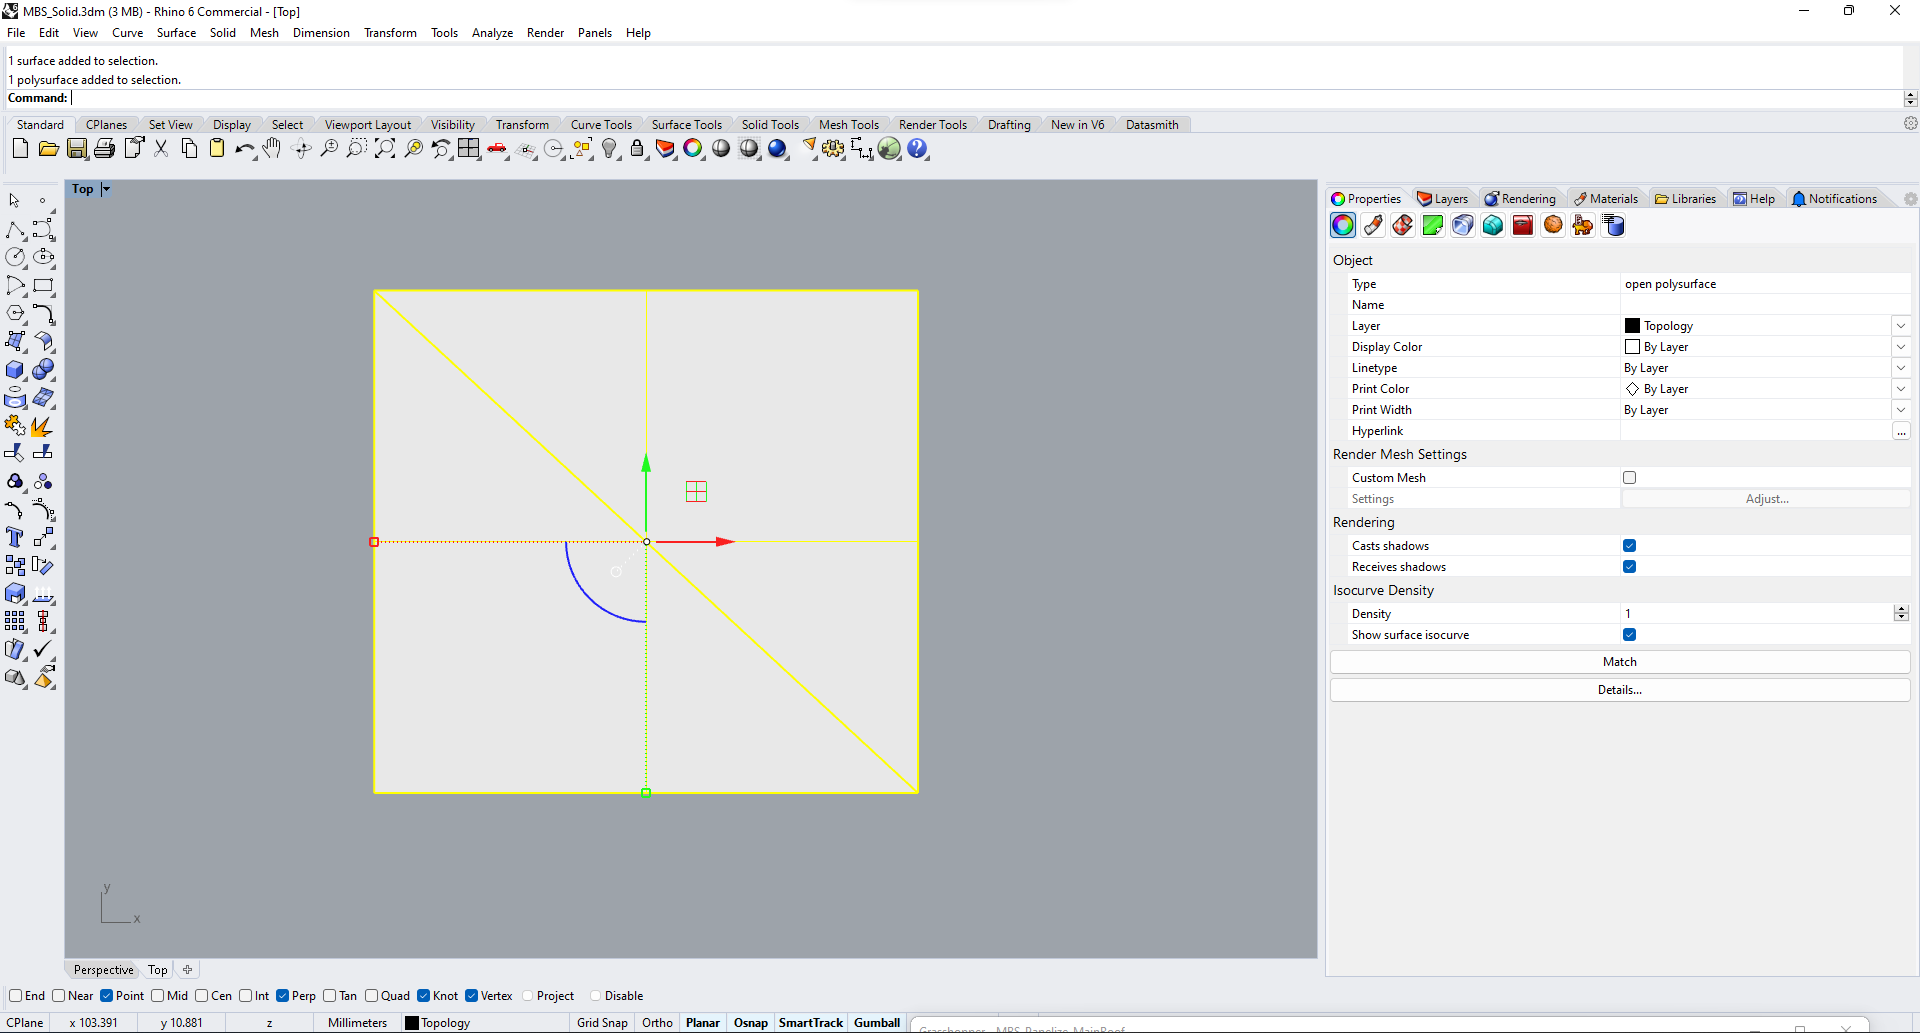 MBS_Solid.3dm (3 MB) - Rhino 6 Commercial - [Top]
File Edit View Curve Surface Solid Mesh Dimension Transform Tools Analyze Render Panels Help
1 surface added to selection.
1 polysurface added to selection.
Command:
Standard CPlanes Set View Display Select Viewport Layout Visibility Transform Curve Tools Surface Tools Solid Tools Mesh Tools Render Tools Drafting New in V6 Datasmith
Top
Properties Layers Rendering Materials Libraries Help Notifications
Object
Type open polysurface
Name
Layer Topology
Display Color By Layer
Linetype By Layer
Print Color By Layer
Print Width By Layer
Hyperlink ...
Render Mesh Settings
Custom Mesh
Settings Adjust...
Rendering
Casts shadows
Receives shadows
Isocurve Density
Density 1
Show surface isocurve
Match
Details...
y
x
Perspective Top
End Near Point Mid Cen Int Perp Tan Quad Knot Vertex Project Disable
CPlane x 103.391 y 10.881 z Millimeters Topology Grid Snap Ortho Planar Osnap SmartTrack Gumball
Grasshopper - MBS_Panelize_MainRoof